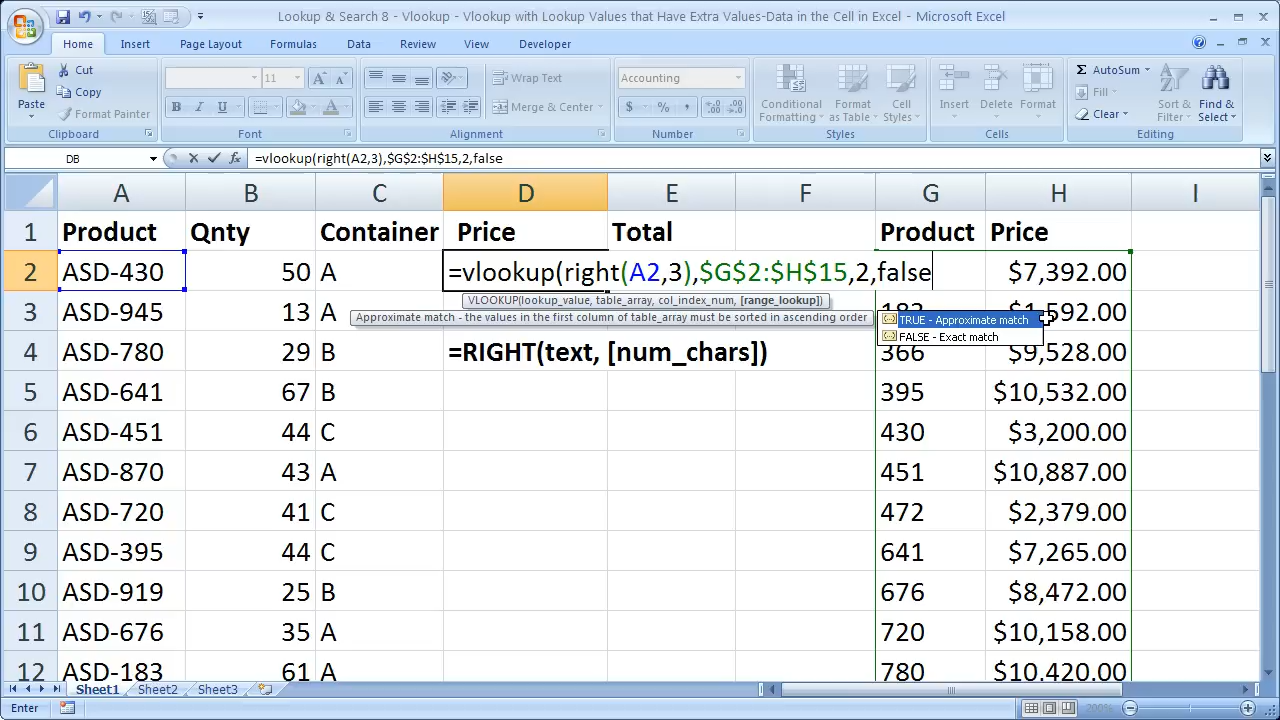 Lookup & Search 8 - Vlookup - Vlookup with Lookup Values that Have Extra Values-Data in the Cell in Excel - Microsoft Excel
Home Insert Page Layout Formulas Data Review View Developer
Paste Cut Copy Format Painter
11 A A
B I U A
Wrap Text
Merge & Center
Accounting
$ % , .00
Conditional Formatting Format as Table Cell Styles
Insert Delete Format
AutoSum Fill Clear Sort & Filter Find & Select
Clipboard Font Alignment Number Styles Cells Editing
DB fx =vlookup(right(A2,3),$G$2:$H$15,2,false
A B C D E F G H I
1 Product Qnty Container Price Total Product Price
2 ASD-430 50 A =vlookup(right(A2,3),$G$2:$H$15,2,false $7,392.00
VLOOKUP(lookup_value, table_array, col_index_num, [range_lookup])
3 ASD-945 13 A 183 $1,592.00
Approximate match - the values in the first column of table_array must be sorted in ascending order
TRUE - Approximate match
FALSE - Exact match
4 ASD-780 29 B =RIGHT(text, [num_chars]) 366 $9,528.00
5 ASD-641 67 B 395 $10,532.00
6 ASD-451 44 C 430 $3,200.00
7 ASD-870 43 A 451 $10,887.00
8 ASD-720 41 C 472 $2,379.00
9 ASD-395 44 C 641 $7,265.00
10 ASD-919 25 B 676 $8,472.00
11 ASD-676 35 A 720 $10,158.00
12 ASD-183 61 A 780 $10,420.00
Sheet1 Sheet2 Sheet3
Enter 200%